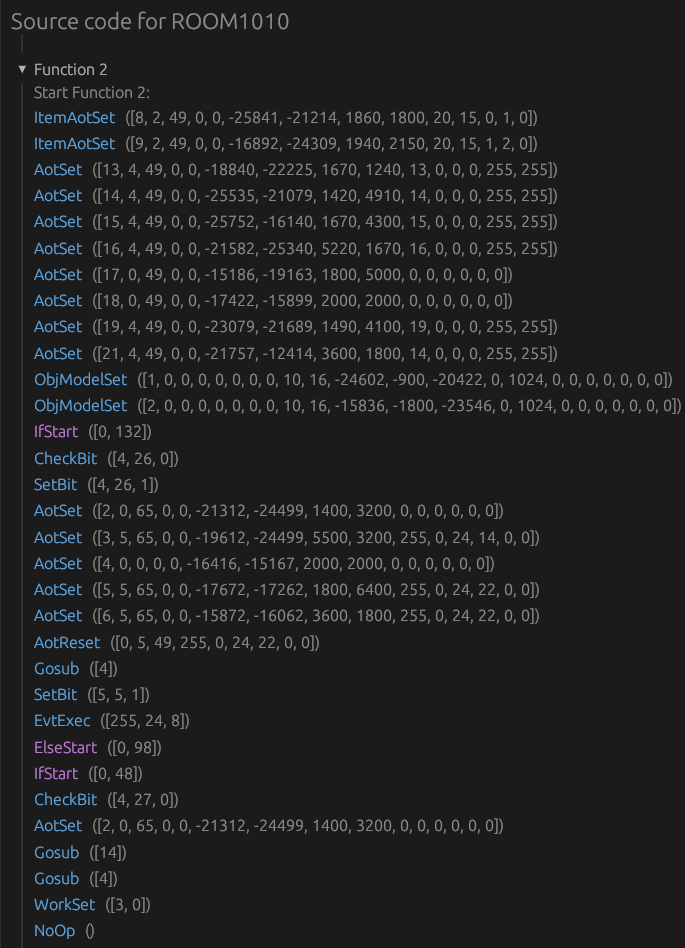 Source code for ROOM1010
▼ Function 2
Start Function 2:
ItemAotSet ([8, 2, 49, 0, 0, -25841, -21214, 1860, 1800, 20, 15, 0, 1, 0])
ItemAotSet ([9, 2, 49, 0, 0, -16892, -24309, 1940, 2150, 20, 15, 1, 2, 0])
AotSet ([13, 4, 49, 0, 0, -18840, -22225, 1670, 1240, 13, 0, 0, 0, 255, 255])
AotSet ([14, 4, 49, 0, 0, -25535, -21079, 1420, 4910, 14, 0, 0, 0, 255, 255])
AotSet ([15, 4, 49, 0, 0, -25752, -16140, 1670, 4300, 15, 0, 0, 0, 255, 255])
AotSet ([16, 4, 49, 0, 0, -21582, -25340, 5220, 1670, 16, 0, 0, 0, 255, 255])
AotSet ([17, 0, 49, 0, 0, -15186, -19163, 1800, 5000, 0, 0, 0, 0, 0, 0])
AotSet ([18, 0, 49, 0, 0, -17422, -15899, 2000, 2000, 0, 0, 0, 0, 0, 0])
AotSet ([19, 4, 49, 0, 0, -23079, -21689, 1490, 4100, 19, 0, 0, 0, 255, 255])
AotSet ([21, 4, 49, 0, 0, -21757, -12414, 3600, 1800, 14, 0, 0, 0, 255, 255])
ObjModelSet ([1, 0, 0, 0, 0, 0, 0, 0, 10, 16, -24602, -900, -20422, 0, 1024, 0, 0, 0, 0, 0, 0, 0])
ObjModelSet ([2, 0, 0, 0, 0, 0, 0, 0, 10, 16, -15836, -1800, -23546, 0, 1024, 0, 0, 0, 0, 0, 0, 0])
IfStart ([0, 132])
CheckBit ([4, 26, 0])
SetBit ([4, 26, 1])
AotSet ([2, 0, 65, 0, 0, -21312, -24499, 1400, 3200, 0, 0, 0, 0, 0, 0])
AotSet ([3, 5, 65, 0, 0, -19612, -24499, 5500, 3200, 255, 0, 24, 14, 0, 0])
AotSet ([4, 0, 0, 0, 0, -16416, -15167, 2000, 2000, 0, 0, 0, 0, 0, 0])
AotSet ([5, 5, 65, 0, 0, -17672, -17262, 1800, 6400, 255, 0, 24, 22, 0, 0])
AotSet ([6, 5, 65, 0, 0, -15872, -16062, 3600, 1800, 255, 0, 24, 22, 0, 0])
AotReset ([0, 5, 49, 255, 0, 24, 22, 0, 0])
Gosub ([4])
SetBit ([5, 5, 1])
EvtExec ([255, 24, 8])
ElseStart ([0, 98])
IfStart ([0, 48])
CheckBit ([4, 27, 0])
AotSet ([2, 0, 65, 0, 0, -21312, -24499, 1400, 3200, 0, 0, 0, 0, 0, 0])
Gosub ([14])
Gosub ([4])
WorkSet ([3, 0])
NoOp ()